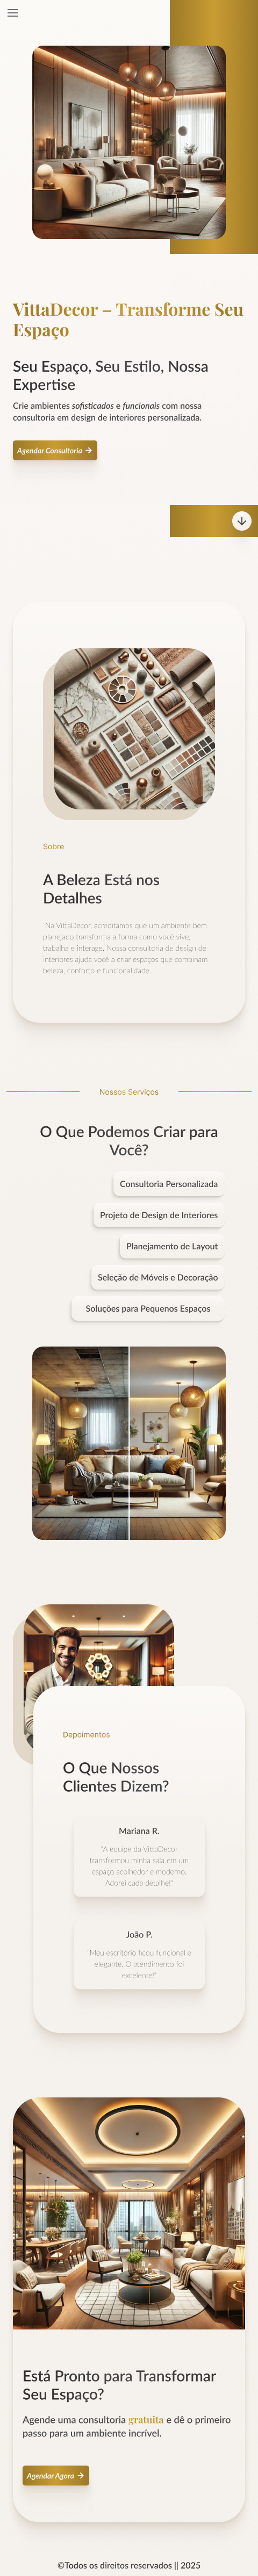 VittaDecor – Transforme Seu
Espaço
Seu Espaço, Seu Estilo, Nossa
Expertise
Crie ambientes sofisticados e funcionais com nossa
consultoria em design de interiores personalizada.
Agendar Consultoria
Sobre
A Beleza Está nos
Detalhes
Na VittaDecor, acreditamos que um ambiente bem
planejado transforma a forma como você vive,
trabalha e interage. Nossa consultoria de design de
interiores ajuda você a criar espaços que combinam
beleza, conforto e funcionalidade.
Nossos Serviços
O Que Podemos Criar para
Você?
Consultoria Personalizada
Projeto de Design de Interiores
Planejamento de Layout
Seleção de Móveis e Decoração
Soluções para Pequenos Espaços
Depoimentos
O Que Nossos
Clientes Dizem?
Mariana R.
"A equipe da VittaDecor
transformou minha sala em um
espaço acolhedor e moderno.
Adorei cada detalhe!"
João P.
"Meu escritório ficou funcional e
elegante. O atendimento foi
excelente!"
Está Pronto para Transformar
Seu Espaço?
Agende uma consultoria gratuita e dê o primeiro
passo para um ambiente incrível.
Agendar Agora
©Todos os direitos reservados || 2025